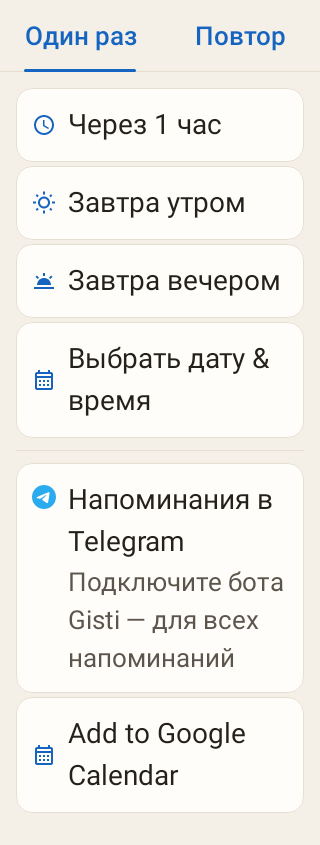 Один раз
Повтор
Через 1 час
Завтра утром
Завтра вечером
Выбрать дату &
время
Напоминания в
Telegram
Подключите бота
Gisti — для всех
напоминаний
Add to Google
Calendar